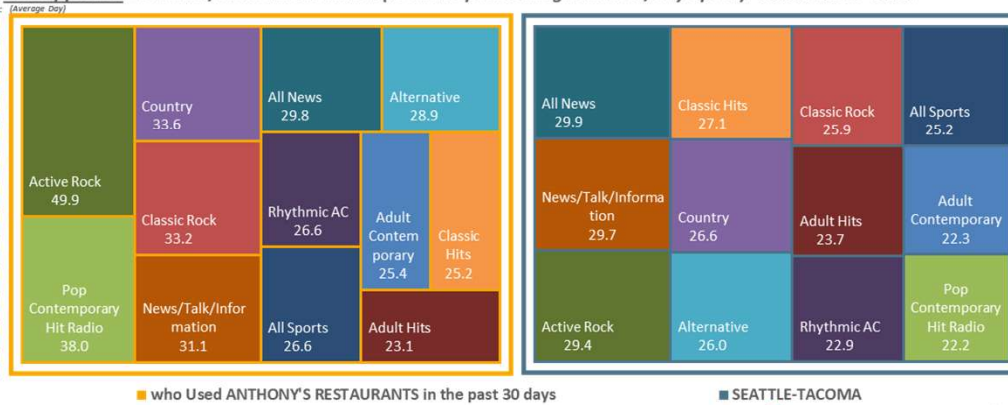 (Average Day)
Active Rock
49.9
Pop
Contemporary
Hit Radio
38.0
Country
33.6
Classic Rock
33.2
News/Talk/Infor
mation
31.1
All News
29.8
Alternative
28.9
Rhythmic AC
26.6
All Sports
26.6
Adult
Contem
porary
25.4
Classic
Hits
25.2
Adult Hits
23.1
All News
29.9
News/Talk/Informa
tion
29.7
Active Rock
29.4
Classic Hits
27.1
Country
26.6
Alternative
26.0
Classic Rock
25.9
Adult Hits
23.7
Rhythmic AC
22.9
All Sports
25.2
Adult
Contemporary
22.3
Pop
Contemporary
Hit Radio
22.2
who Used ANTHONY'S RESTAURANTS in the past 30 days
SEATTLE-TACOMA